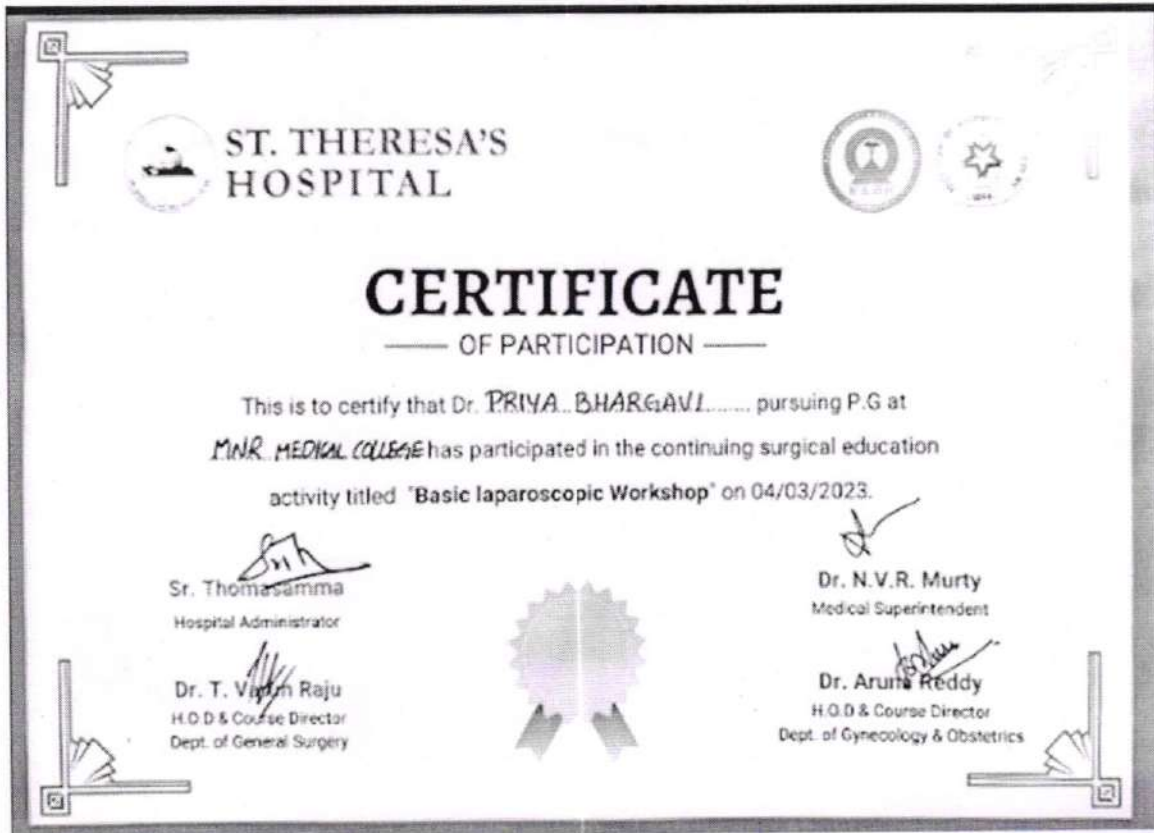 ST. THERESA'S
HOSPITAL
CERTIFICATE
OF PARTICIPATION
This is to certify that Dr. PRIYA BHARGAVI ....... pursuing P.G at
MNR MEDICAL COLLEGE has participated in the continuing surgical education
activity titled "Basic laparoscopic Workshop" on 04/03/2023.
Sr. Thomasamma
Hospital Administrator
Dr. N.V.R. Murty
Medical Superintendent
Dr. T. Raju
H.O.D & Course Director
Dept. of General Surgery
Dr. Aruna Reddy
H.O.D & Course Director
Dept. of Gynecology & Obstetrics